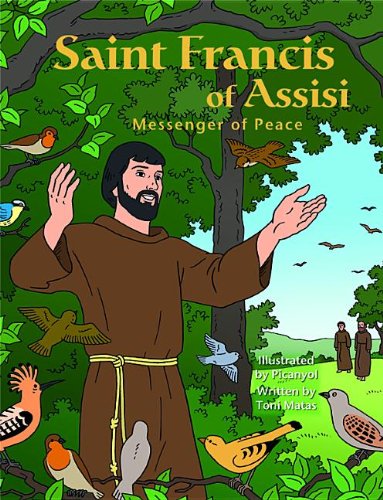 Saint Francis
of Assisi
Messenger of Peace
Illustrated
by Picanyol
Written by
Toni Matas